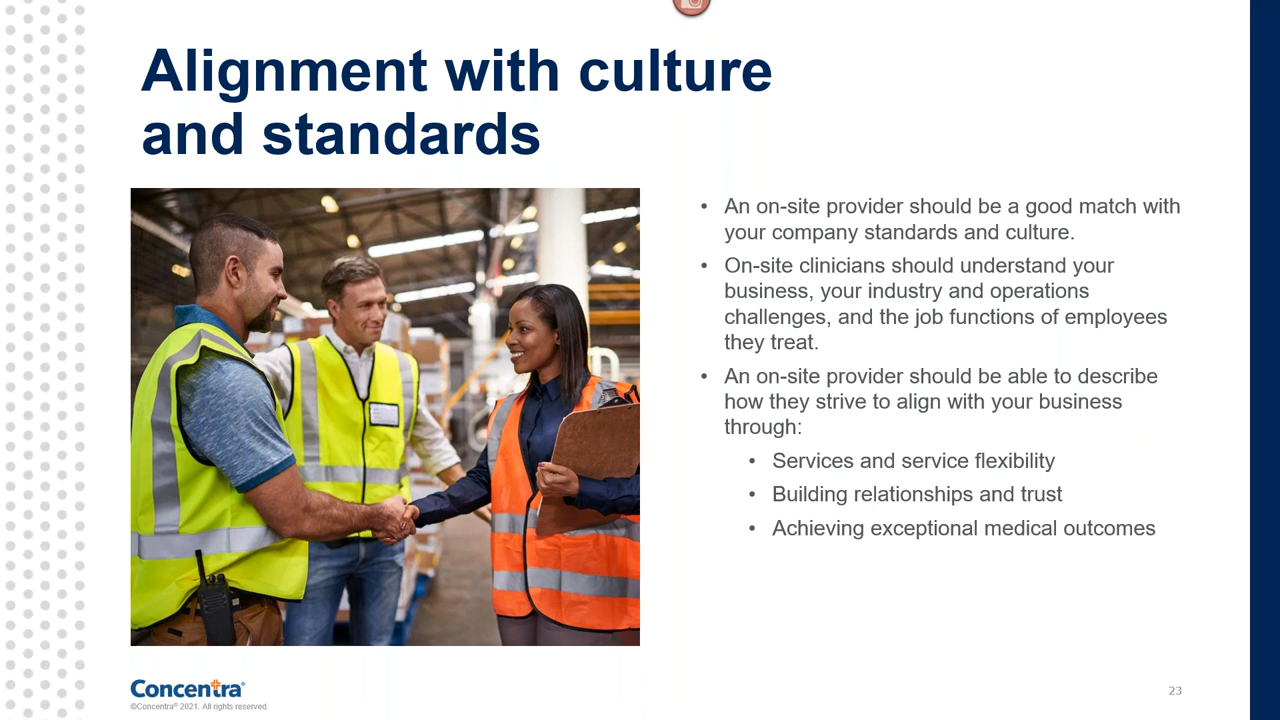 Alignment with culture
and standards
• An on-site provider should be a good match with
your company standards and culture.
• On-site clinicians should understand your
business, your industry and operations
challenges, and the job functions of employees
they treat.
• An on-site provider should be able to describe
how they strive to align with your business
through:
• Services and service flexibility
• Building relationships and trust
• Achieving exceptional medical outcomes
Concentra®
©Concentra® 2021. All rights reserved.
23